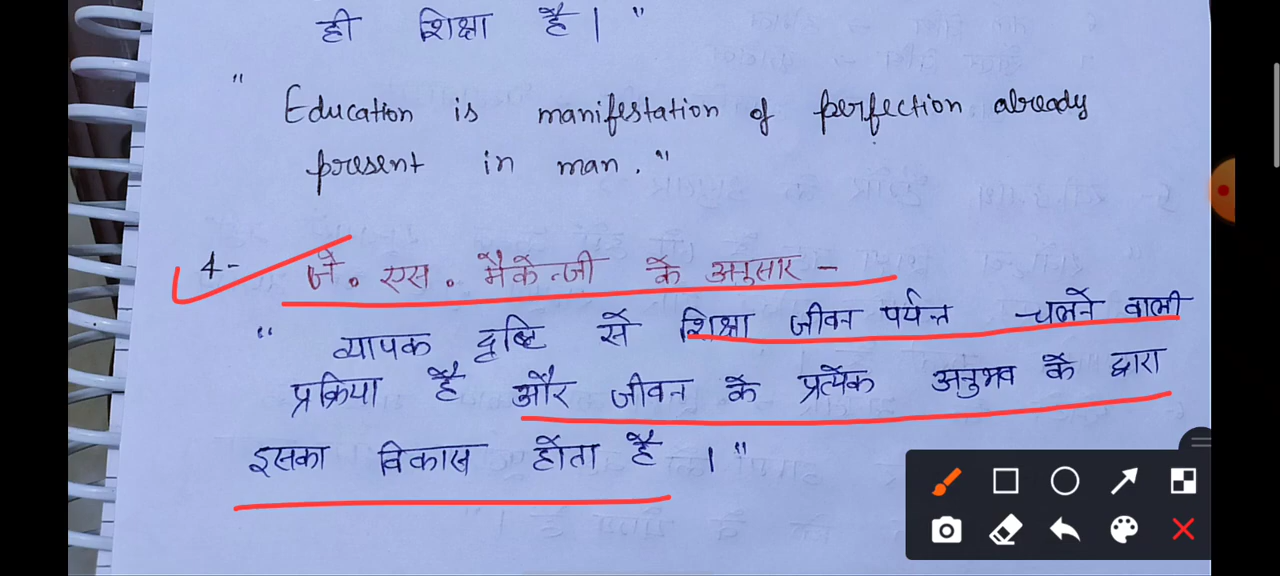 ही शिक्षा है । "
" Education is manifestation of perfection already
present in man . "
4- जे. एस. मैकेन्जी के अनुसार -
" व्यापक दृष्टि से शिक्षा जीवन पर्यन्त चलने वाली
प्रक्रिया है और जीवन के प्रत्येक अनुभव के द्वारा
इसका विकास होता है । "